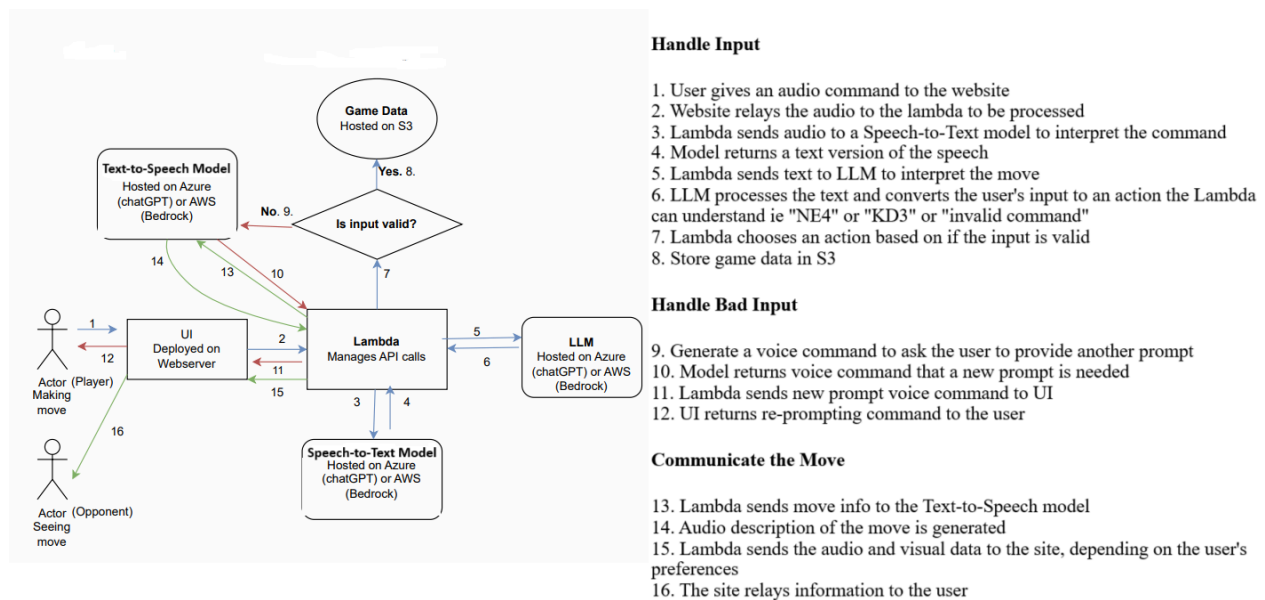 Game Data
Hosted on S3
Yes. 8.
Text-to-Speech Model
Hosted on Azure
(chatGPT) or AWS
(Bedrock)
No. 9.
Is input valid?
14
13
10
7
1
12
UI
Deployed on
Webserver
2
11
15
Lambda
Manages API calls
5
6
LLM
Hosted on Azure
(chatGPT) or AWS
(Bedrock)
Actor (Player)
Making
move
3
4
16
Speech-to-Text Model
Hosted on Azure
(chatGPT) or AWS
(Bedrock)
Actor (Opponent)
Seeing
move
Handle Input
1. User gives an audio command to the website
2. Website relays the audio to the lambda to be processed
3. Lambda sends audio to a Speech-to-Text model to interpret the command
4. Model returns a text version of the speech
5. Lambda sends text to LLM to interpret the move
6. LLM processes the text and converts the user's input to an action the Lambda
can understand ie "NE4" or "KD3" or "invalid command"
7. Lambda chooses an action based on if the input is valid
8. Store game data in S3
Handle Bad Input
9. Generate a voice command to ask the user to provide another prompt
10. Model returns voice command that a new prompt is needed
11. Lambda sends new prompt voice command to UI
12. UI returns re-prompting command to the user
Communicate the Move
13. Lambda sends move info to the Text-to-Speech model
14. Audio description of the move is generated
15. Lambda sends the audio and visual data to the site, depending on the user's
preferences
16. The site relays information to the user